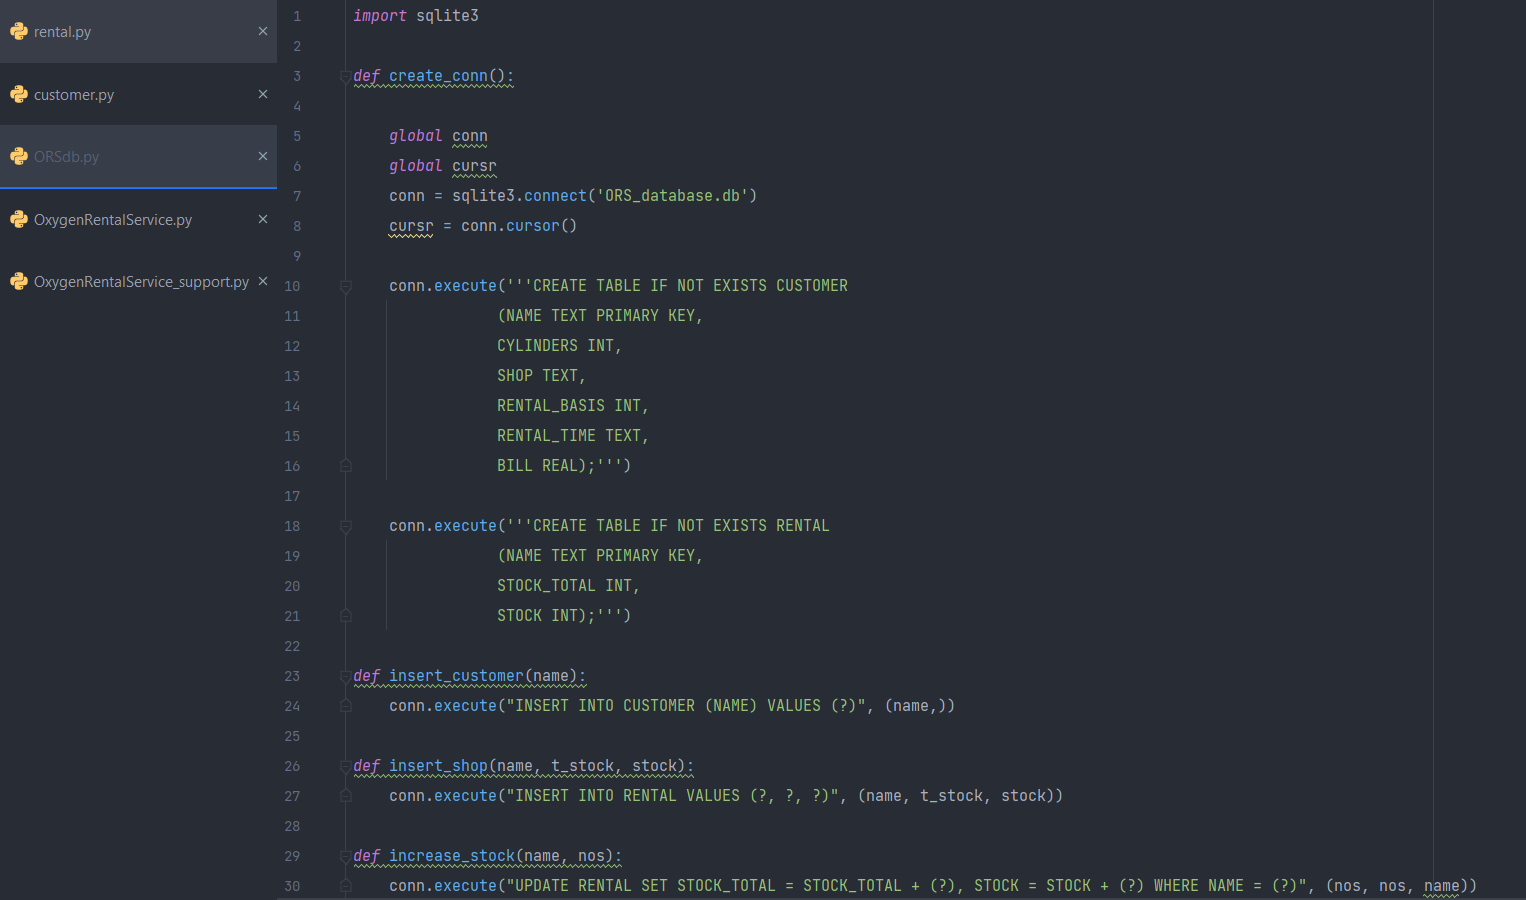 rental.py
customer.py
ORSdb.py
OxygenRentalService.py
OxygenRentalService_support.py
1 import sqlite3
2
3 def create_conn():
4
5     global conn
6     global cursr
7     conn = sqlite3.connect('ORS_database.db')
8     cursr = conn.cursor()
9
10     conn.execute('''CREATE TABLE IF NOT EXISTS CUSTOMER
11                 (NAME TEXT PRIMARY KEY,
12                 CYLINDERS INT,
13                 SHOP TEXT,
14                 RENTAL_BASIS INT,
15                 RENTAL_TIME TEXT,
16                 BILL REAL);''')
17
18     conn.execute('''CREATE TABLE IF NOT EXISTS RENTAL
19                 (NAME TEXT PRIMARY KEY,
20                 STOCK_TOTAL INT,
21                 STOCK INT);''')
22
23 def insert_customer(name):
24     conn.execute("INSERT INTO CUSTOMER (NAME) VALUES (?)", (name,))
25
26 def insert_shop(name, t_stock, stock):
27     conn.execute("INSERT INTO RENTAL VALUES (?, ?, ?)", (name, t_stock, stock))
28
29 def increase_stock(name, nos):
30     conn.execute("UPDATE RENTAL SET STOCK_TOTAL = STOCK_TOTAL + (?), STOCK = STOCK + (?) WHERE NAME = (?)", (nos, nos, name))